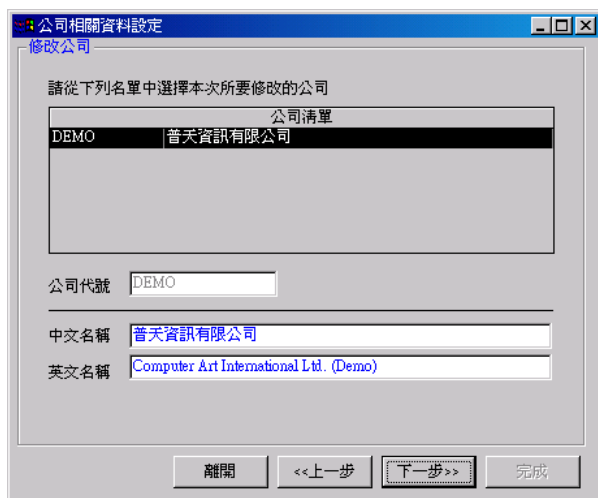 公司相關資料設定
修改公司
請從下列名單中選擇本次所要修改的公司
公司清單
DEMO 普天資訊有限公司
公司代號 DEMO
中文名稱 普天資訊有限公司
英文名稱 Computer Art International Ltd. (Demo)
離開 <<上一步 下一步>> 完成